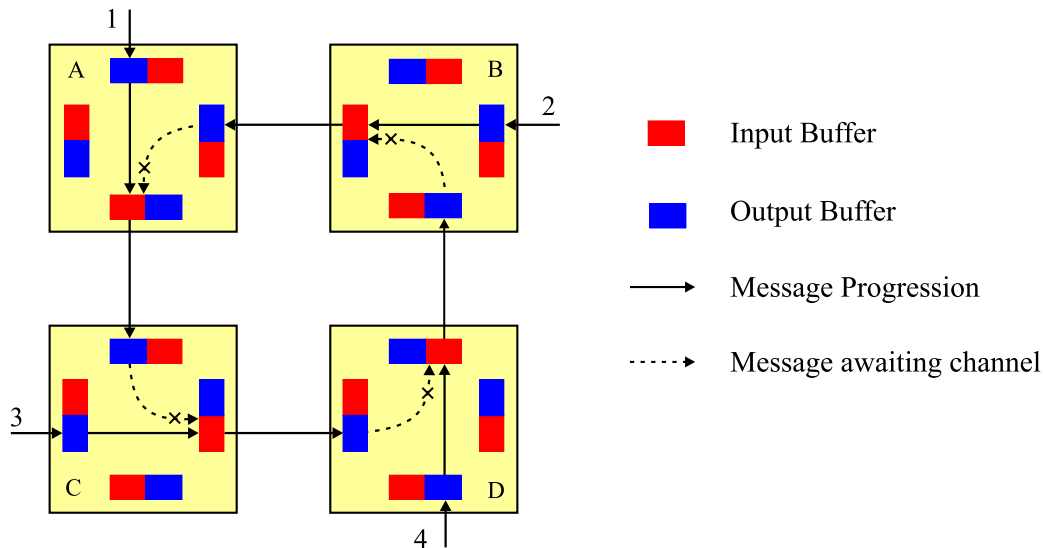 1
A
B
2
Input Buffer
Output Buffer
Message Progression
Message awaiting channel
3
C
D
4